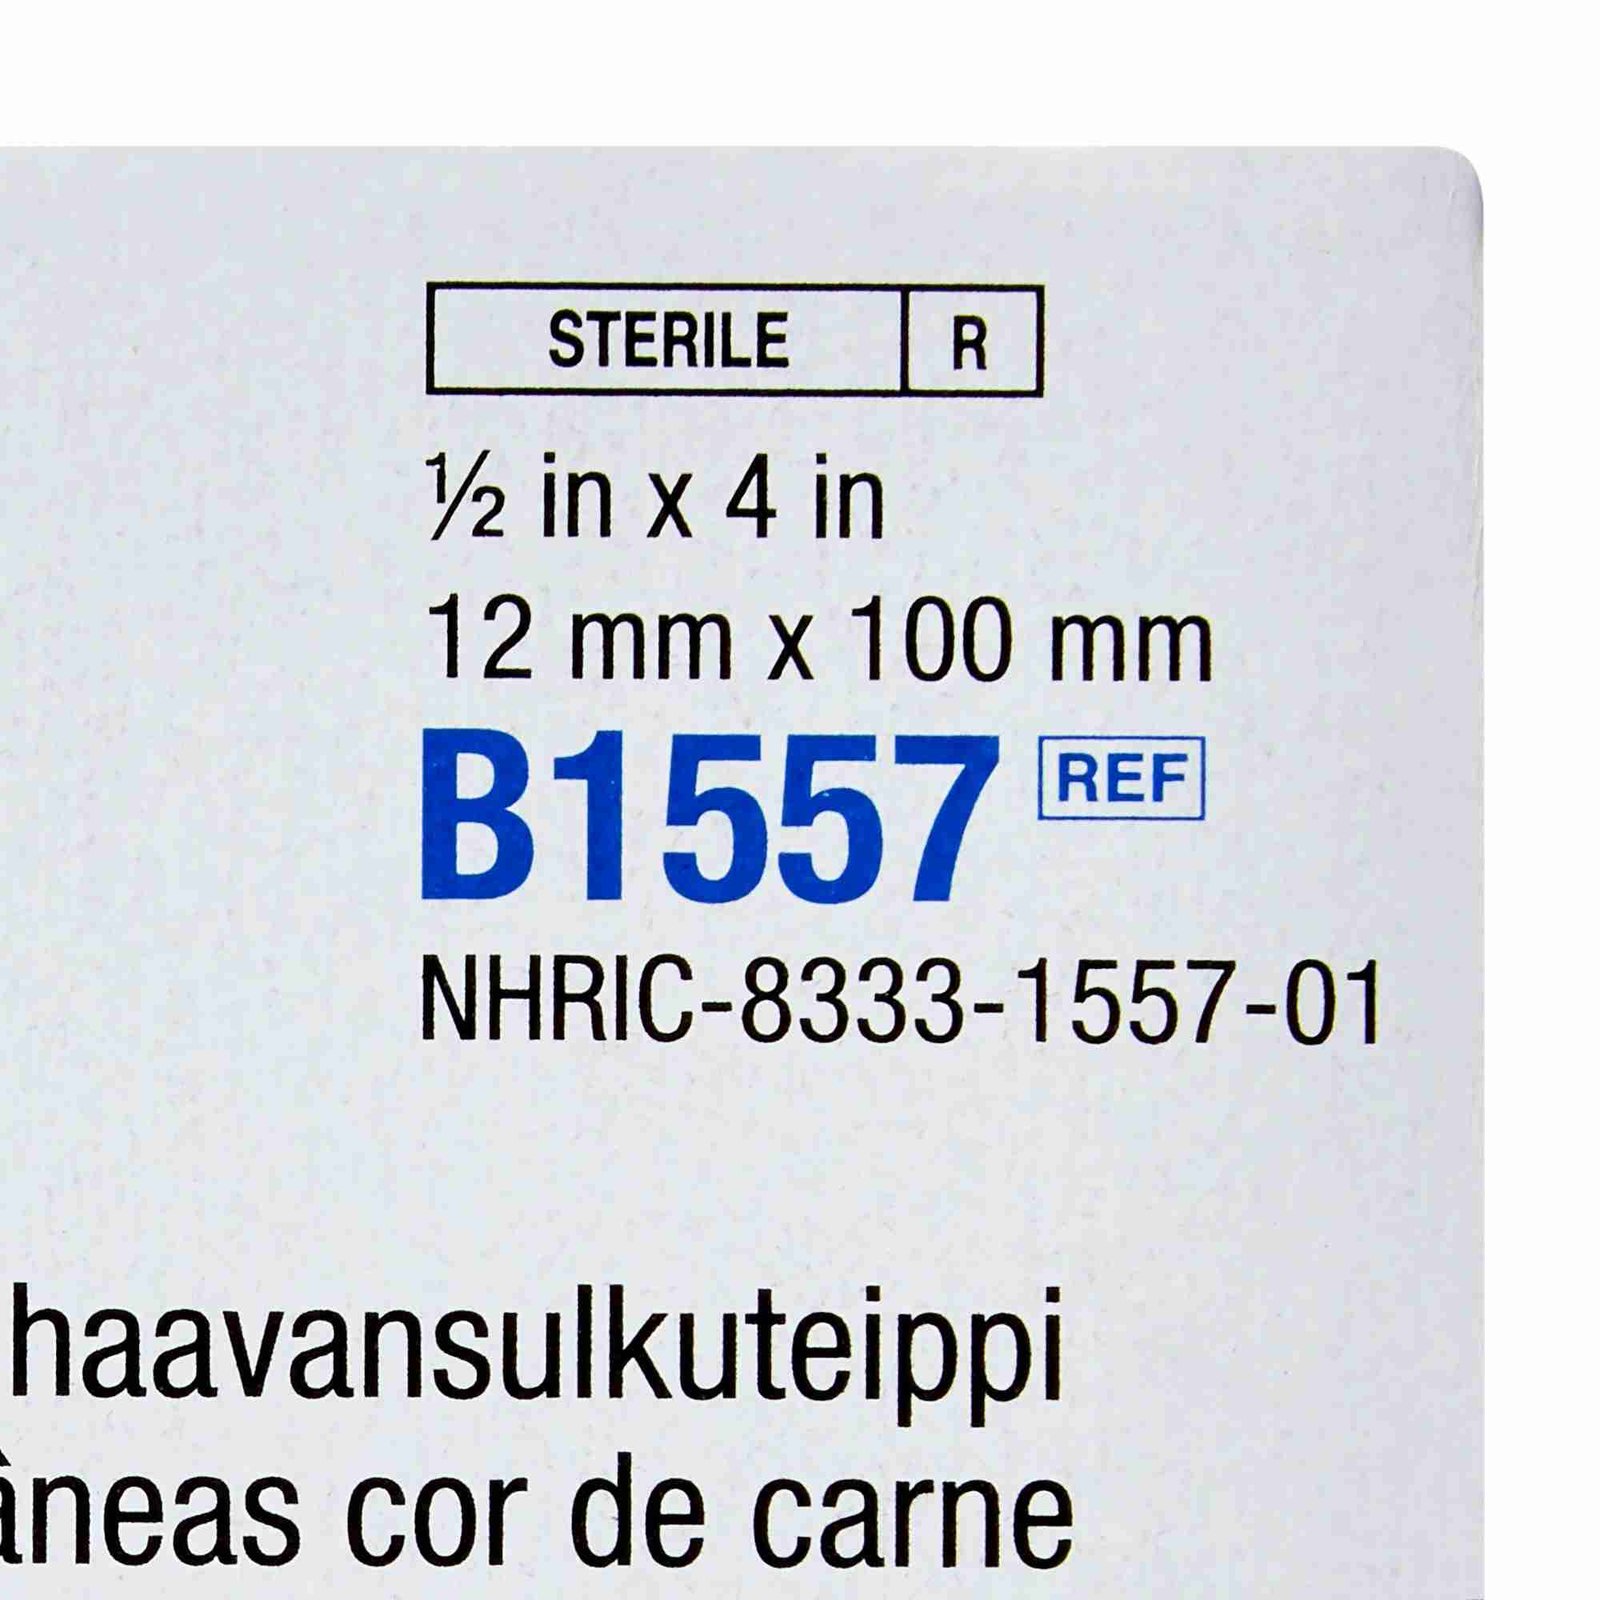 STERILE R
½ in x 4 in
12 mm x 100 mm
B1557 REF
NHRIC-8333-1557-01
haavansulkuteippi
âneas cor de carne